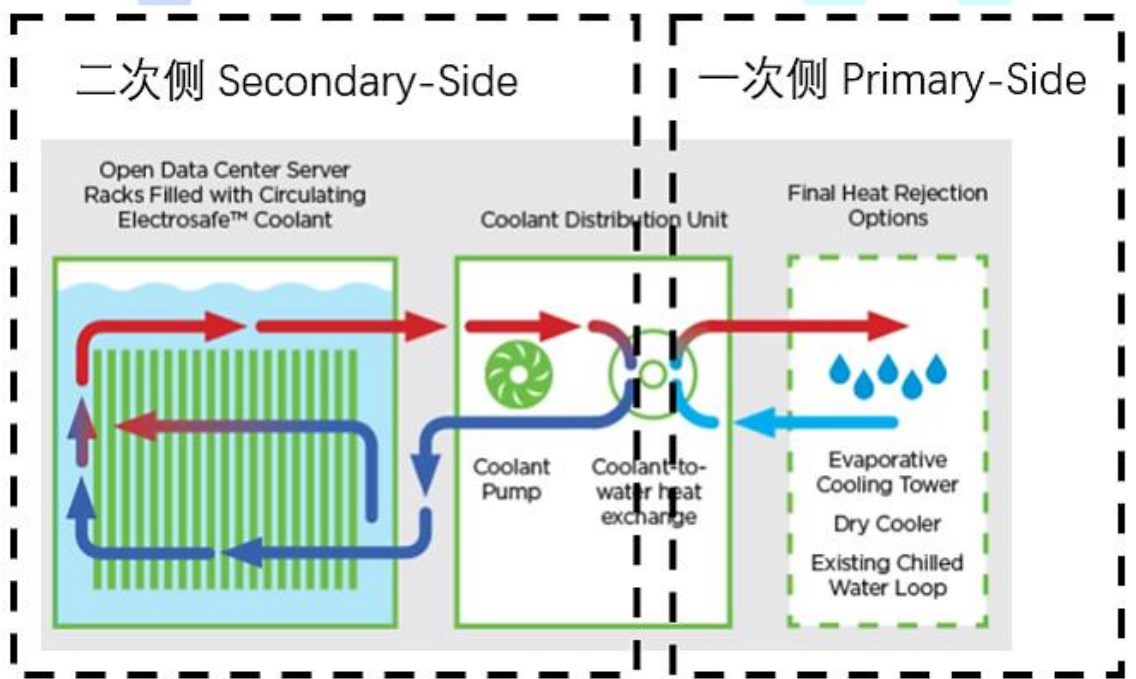 二次侧 Secondary-Side
一次侧 Primary-Side
Open Data Center Server
Racks Filled with Circulating
Electrosafe™ Coolant
Coolant Distribution Unit
Final Heat Rejection
Options
Coolant
Pump
Coolant-to-
water heat
exchange
Evaporative
Cooling Tower
Dry Cooler
Existing Chilled
Water Loop